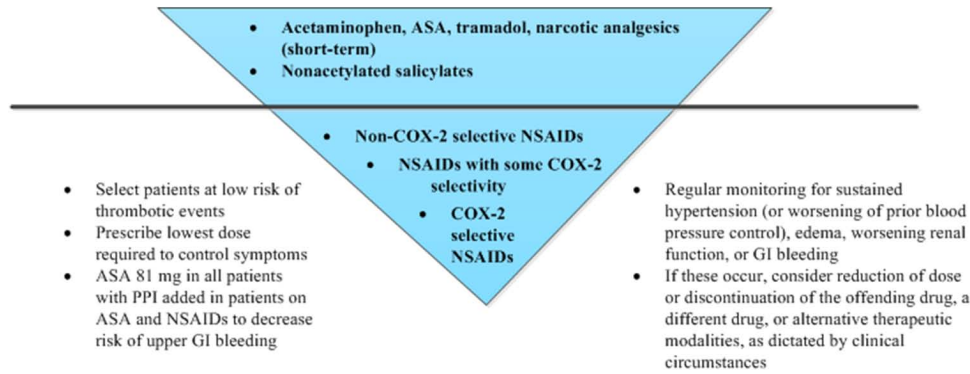 • Acetaminophen, ASA, tramadol, narcotic analgesics
(short-term)
• Nonacetylated salicylates
• Non-COX-2 selective NSAIDs
• NSAIDs with some COX-2
selectivity
• COX-2
selective
NSAIDs
• Select patients at low risk of
thrombotic events
• Prescribe lowest dose
required to control symptoms
• ASA 81 mg in all patients
with PPI added in patients on
ASA and NSAIDs to decrease
risk of upper GI bleeding
• Regular monitoring for sustained
hypertension (or worsening of prior blood
pressure control), edema, worsening renal
function, or GI bleeding
• If these occur, consider reduction of dose
or discontinuation of the offending drug, a
different drug, or alternative therapeutic
modalities, as dictated by clinical
circumstances